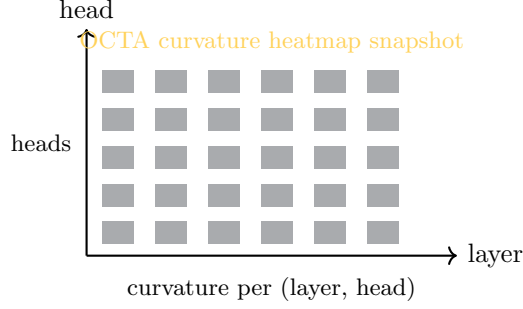 head
OCTA curvature heatmap snapshot
heads
layer
curvature per (layer, head)